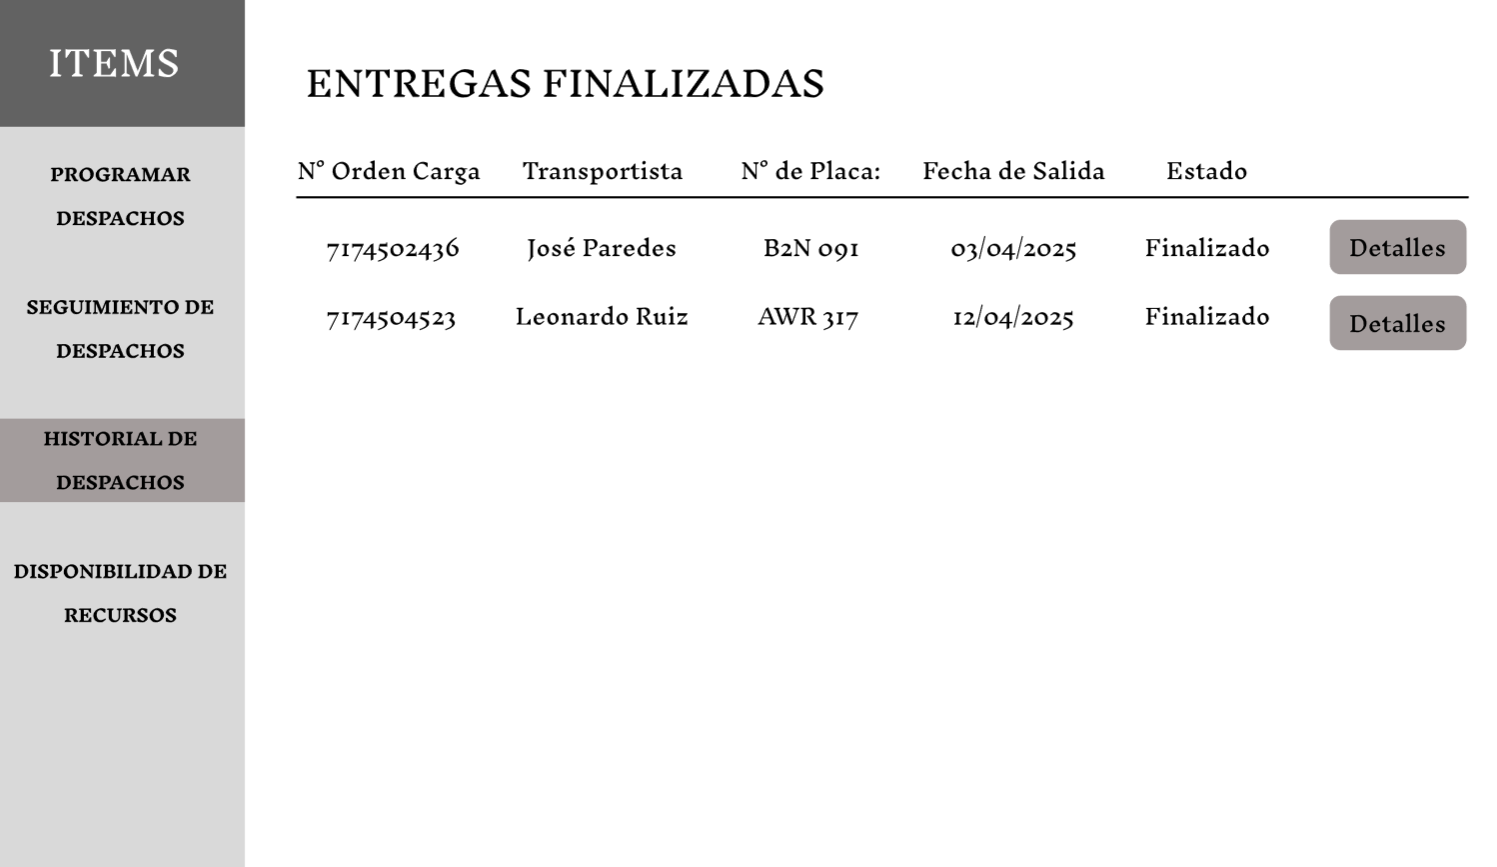 ITEMS
PROGRAMAR
DESPACHOS
SEGUIMIENTO DE
DESPACHOS
HISTORIAL DE
DESPACHOS
DISPONIBILIDAD DE
RECURSOS
ENTREGAS FINALIZADAS
N° Orden Carga Transportista N° de Placa: Fecha de Salida Estado
7174502436 José Paredes B2N 091 03/04/2025 Finalizado Detalles
7174504523 Leonardo Ruiz AWR 317 12/04/2025 Finalizado Detalles